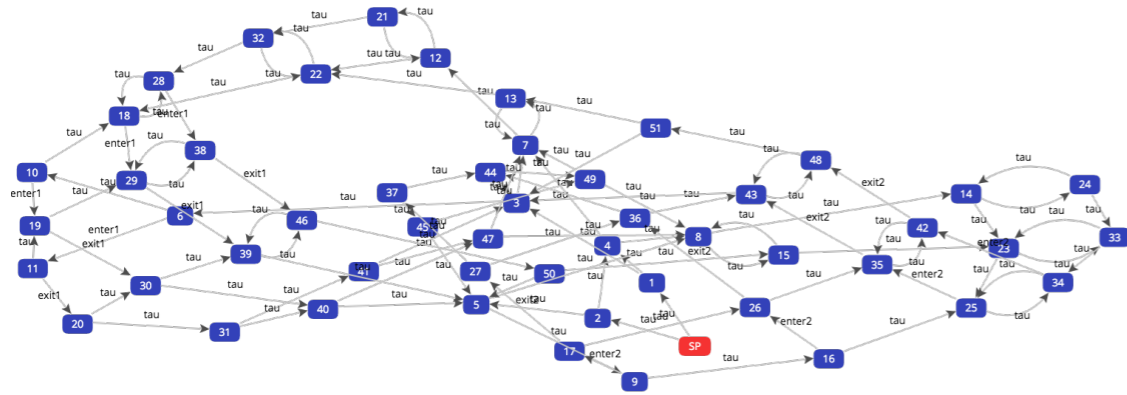 21
tau
tau
32
12
tau
tau tau
22
tau
28
tau
tau
tau
tau
13
tau
18
tau
enter1
tau
51
tau
7
tau
enter1
tau
38
tau
tau
48
10
tau
44
tau
tau
29
tau
exit1
49
24
37
43
tau
14
enter1
tau
3
tau
6
exit1
tau
46
36
19
enter1
tau
tau
45
exit2
42
tau
tau
exit1
47
8
exit2
33
4
23
enter2
39
tau
tau
15
tau
11
41
27
50
tau
exit2
35
tau
enter2
34
30
1
tau
exit1
tau
tau
5
exit2
26
25
40
2
tau
20
tau
31
tau
tau
enter2
tau
tau
SP
17
enter2
tau
16
9